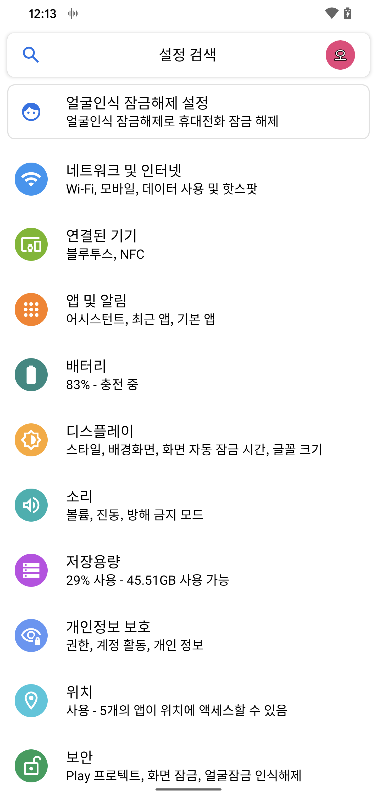 12:13
설정 검색
오
얼굴인식 잠금해제 설정
얼굴인식 잠금해제로 휴대전화 잠금 해제
네트워크 및 인터넷
Wi-Fi, 모바일, 데이터 사용 및 핫스팟
연결된 기기
블루투스, NFC
앱 및 알림
어시스턴트, 최근 앱, 기본 앱
배터리
83% - 충전 중
디스플레이
스타일, 배경화면, 화면 자동 잠금 시간, 글꼴 크기
소리
볼륨, 진동, 방해 금지 모드
저장용량
29% 사용 - 45.51GB 사용 가능
개인정보 보호
권한, 계정 활동, 개인 정보
위치
사용 - 5개의 앱이 위치에 액세스할 수 있음
보안
Play 프로텍트, 화면 잠금, 얼굴잠금 인식해제